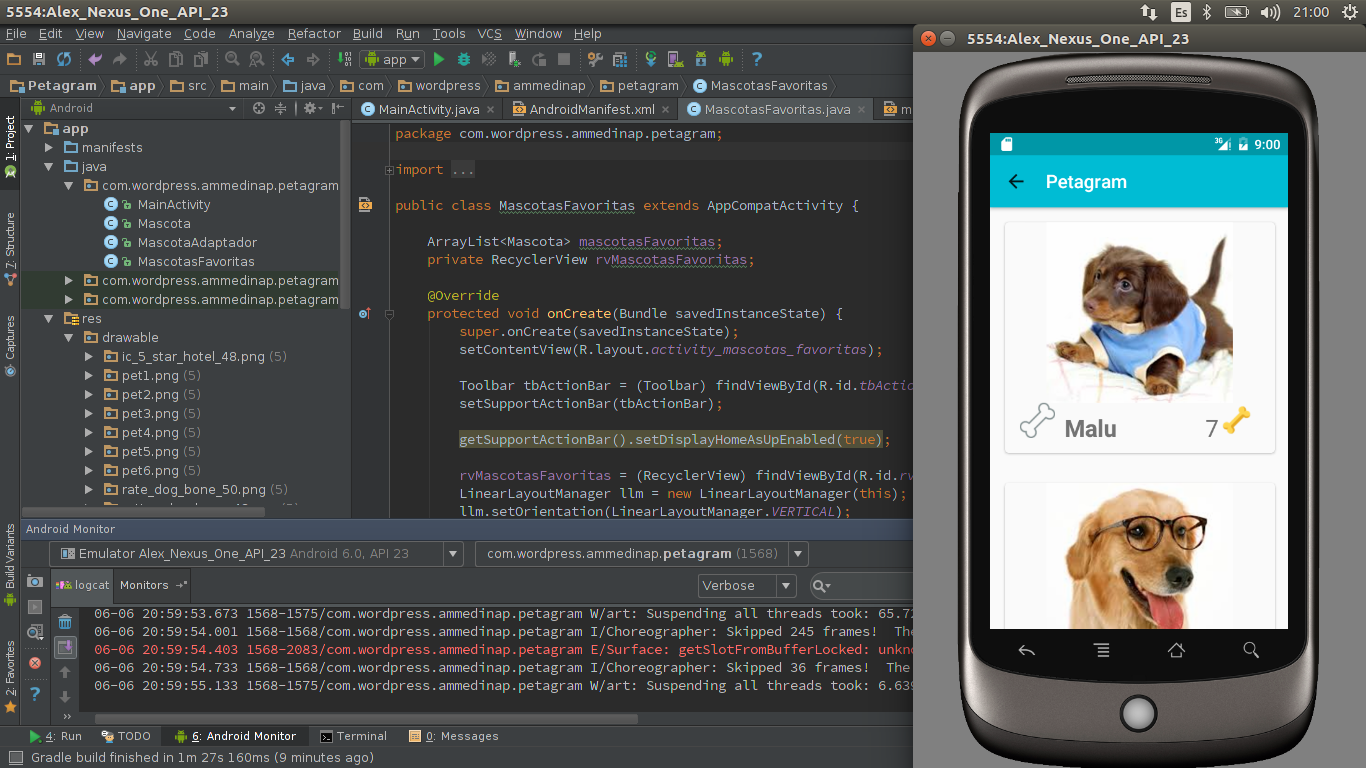 5554:Alex_Nexus_One_API_23
Es
21:00
File Edit View Navigate Code Analyze Refactor Build Run Tools VCS Window Help
app
Petagram app src main java com wordpress ammedinap petagram MascotasFavoritas
Android
MainActivity.java AndroidManifest.xml MascotasFavoritas.java m
1: Project
Z: Structure
Captures
Build Variants
2: Favorites
app
manifests
java
com.wordpress.ammedinap.petagram
MainActivity
Mascota
MascotaAdaptador
MascotasFavoritas
com.wordpress.ammedinap.petagram
com.wordpress.ammedinap.petagram
res
drawable
ic_5_star_hotel_48.png (5)
pet1.png (5)
pet2.png (5)
pet3.png (5)
pet4.png (5)
pet5.png (5)
pet6.png (5)
rate_dog_bone_50.png (5)
package com.wordpress.ammedinap.petagram;
import ...
public class MascotasFavoritas extends AppCompatActivity {
ArrayList<Mascota> mascotasFavoritas;
private RecyclerView rvMascotasFavoritas;
@Override
protected void onCreate(Bundle savedInstanceState) {
super.onCreate(savedInstanceState);
setContentView(R.layout.activity_mascotas_favoritas);
Toolbar tbActionBar = (Toolbar) findViewById(R.id.tbActio
setSupportActionBar(tbActionBar);
getSupportActionBar().setDisplayHomeAsUpEnabled(true);
rvMascotasFavoritas = (RecyclerView) findViewById(R.id.rv
LinearLayoutManager llm = new LinearLayoutManager(this);
llm.setOrientation(LinearLayoutManager.VERTICAL);
Android Monitor
Emulator Alex_Nexus_One_API_23 Android 6.0, API 23
com.wordpress.ammedinap.petagram (1568)
logcat Monitors
Verbose
06-06 20:59:53.673 1568-1575/com.wordpress.ammedinap.petagram W/art: Suspending all threads took: 65.72
06-06 20:59:54.001 1568-1568/com.wordpress.ammedinap.petagram I/Choreographer: Skipped 245 frames!  The
06-06 20:59:54.403 1568-2083/com.wordpress.ammedinap.petagram E/Surface: getSlotFromBufferLocked: unkno
06-06 20:59:54.733 1568-1568/com.wordpress.ammedinap.petagram I/Choreographer: Skipped 36 frames!  The
06-06 20:59:55.133 1568-1575/com.wordpress.ammedinap.petagram W/art: Suspending all threads took: 6.639
4: Run TODO 6: Android Monitor Terminal 0: Messages
Gradle build finished in 1m 27s 160ms (9 minutes ago)
5554:Alex_Nexus_One_API_23
3G 9:00
Petagram
Malu 7